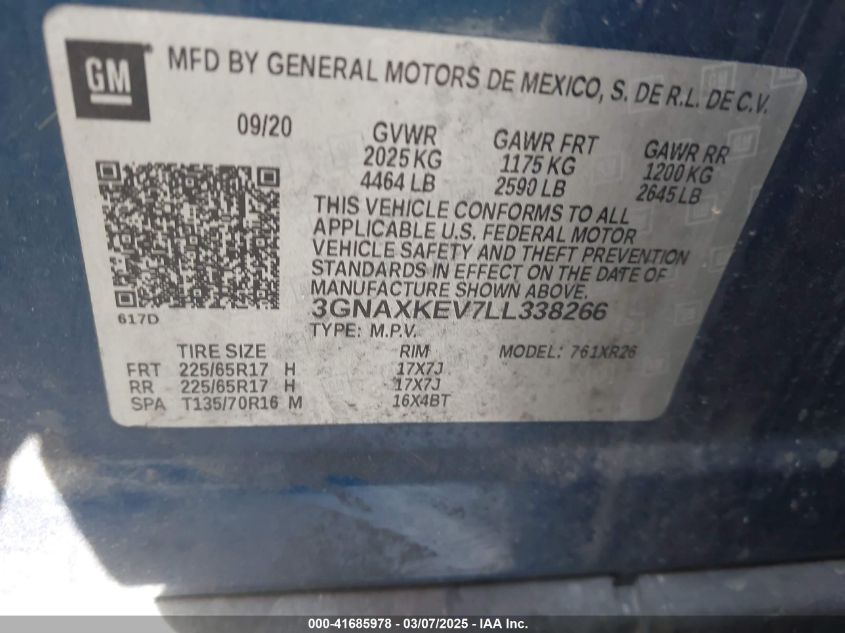 GM
MFD BY GENERAL MOTORS DE MEXICO, S. DE R.L. DE C.V.
09/20
GVWR
2025 KG
4464 LB
GAWR FRT
1175 KG
2590 LB
GAWR RR
1200 KG
2645 LB
THIS VEHICLE CONFORMS TO ALL
APPLICABLE U.S. FEDERAL MOTOR
VEHICLE SAFETY AND THEFT PREVENTION
STANDARDS IN EFFECT ON THE DATE OF
MANUFACTURE SHOWN ABOVE.
3GNAXKEV7LL338266
TYPE: M.P.V.
617D
TIRE SIZE RIM MODEL: 761XR26
FRT 225/65R17 H 17X7J
RR 225/65R17 H 17X7J
SPA T135/70R16 M 16X4BT
000-41685978 - 03/07/2025 - IAA Inc.